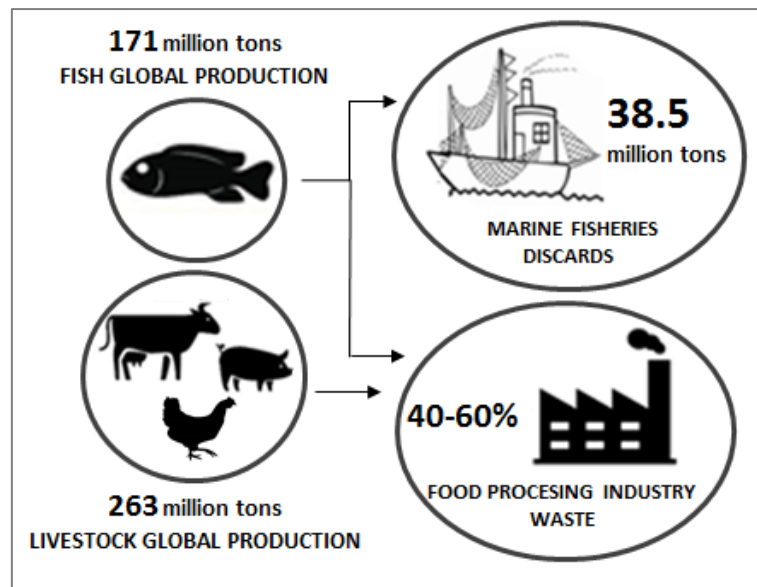 171 million tons
FISH GLOBAL PRODUCTION
38.5
million tons
MARINE FISHERIES
DISCARDS
40-60%
FOOD PROCESING INDUSTRY
WASTE
263 million tons
LIVESTOCK GLOBAL PRODUCTION